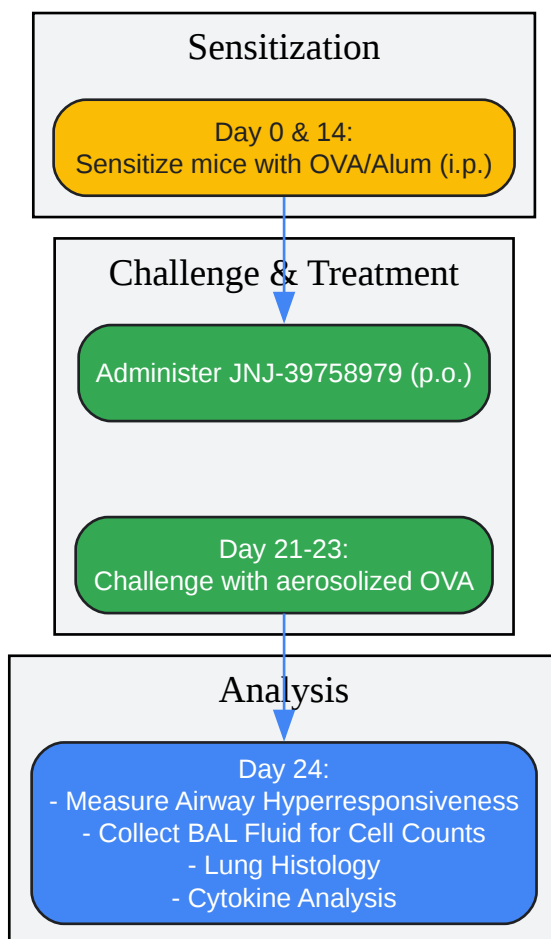 Sensitization
Day 0 & 14:
Sensitize mice with OVA/Alum (i.p.)
Challenge & Treatment
Administer JNJ-39758979 (p.o.)
Day 21-23:
Challenge with aerosolized OVA
Analysis
Day 24:
- Measure Airway Hyperresponsiveness
- Collect BAL Fluid for Cell Counts
- Lung Histology
- Cytokine Analysis